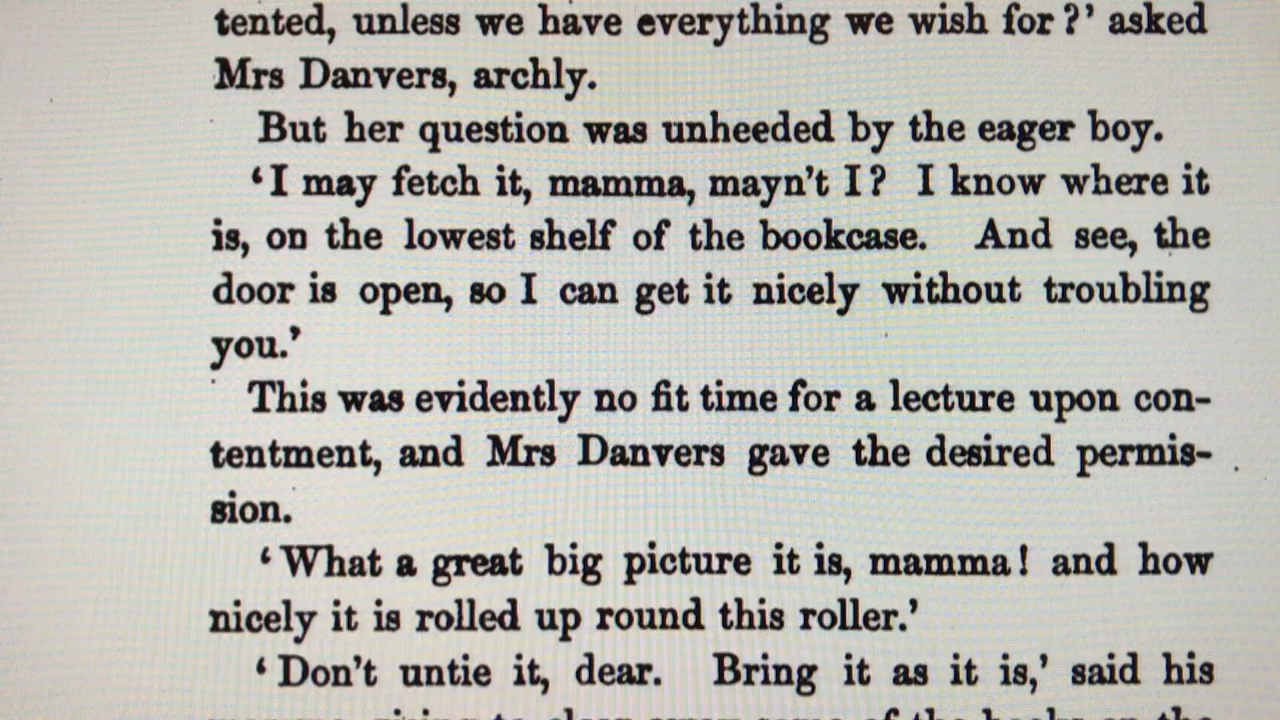 tented, unless we have everything we wish for?' asked
Mrs Danvers, archly.
But her question was unheeded by the eager boy.
'I may fetch it, mamma, mayn't I? I know where it
is, on the lowest shelf of the bookcase. And see, the
door is open, so I can get it nicely without troubling
you.'
This was evidently no fit time for a lecture upon con-
tentment, and Mrs Danvers gave the desired permis-
sion.
'What a great big picture it is, mamma! and how
nicely it is rolled up round this roller.'
'Don't untie it, dear. Bring it as it is,' said his